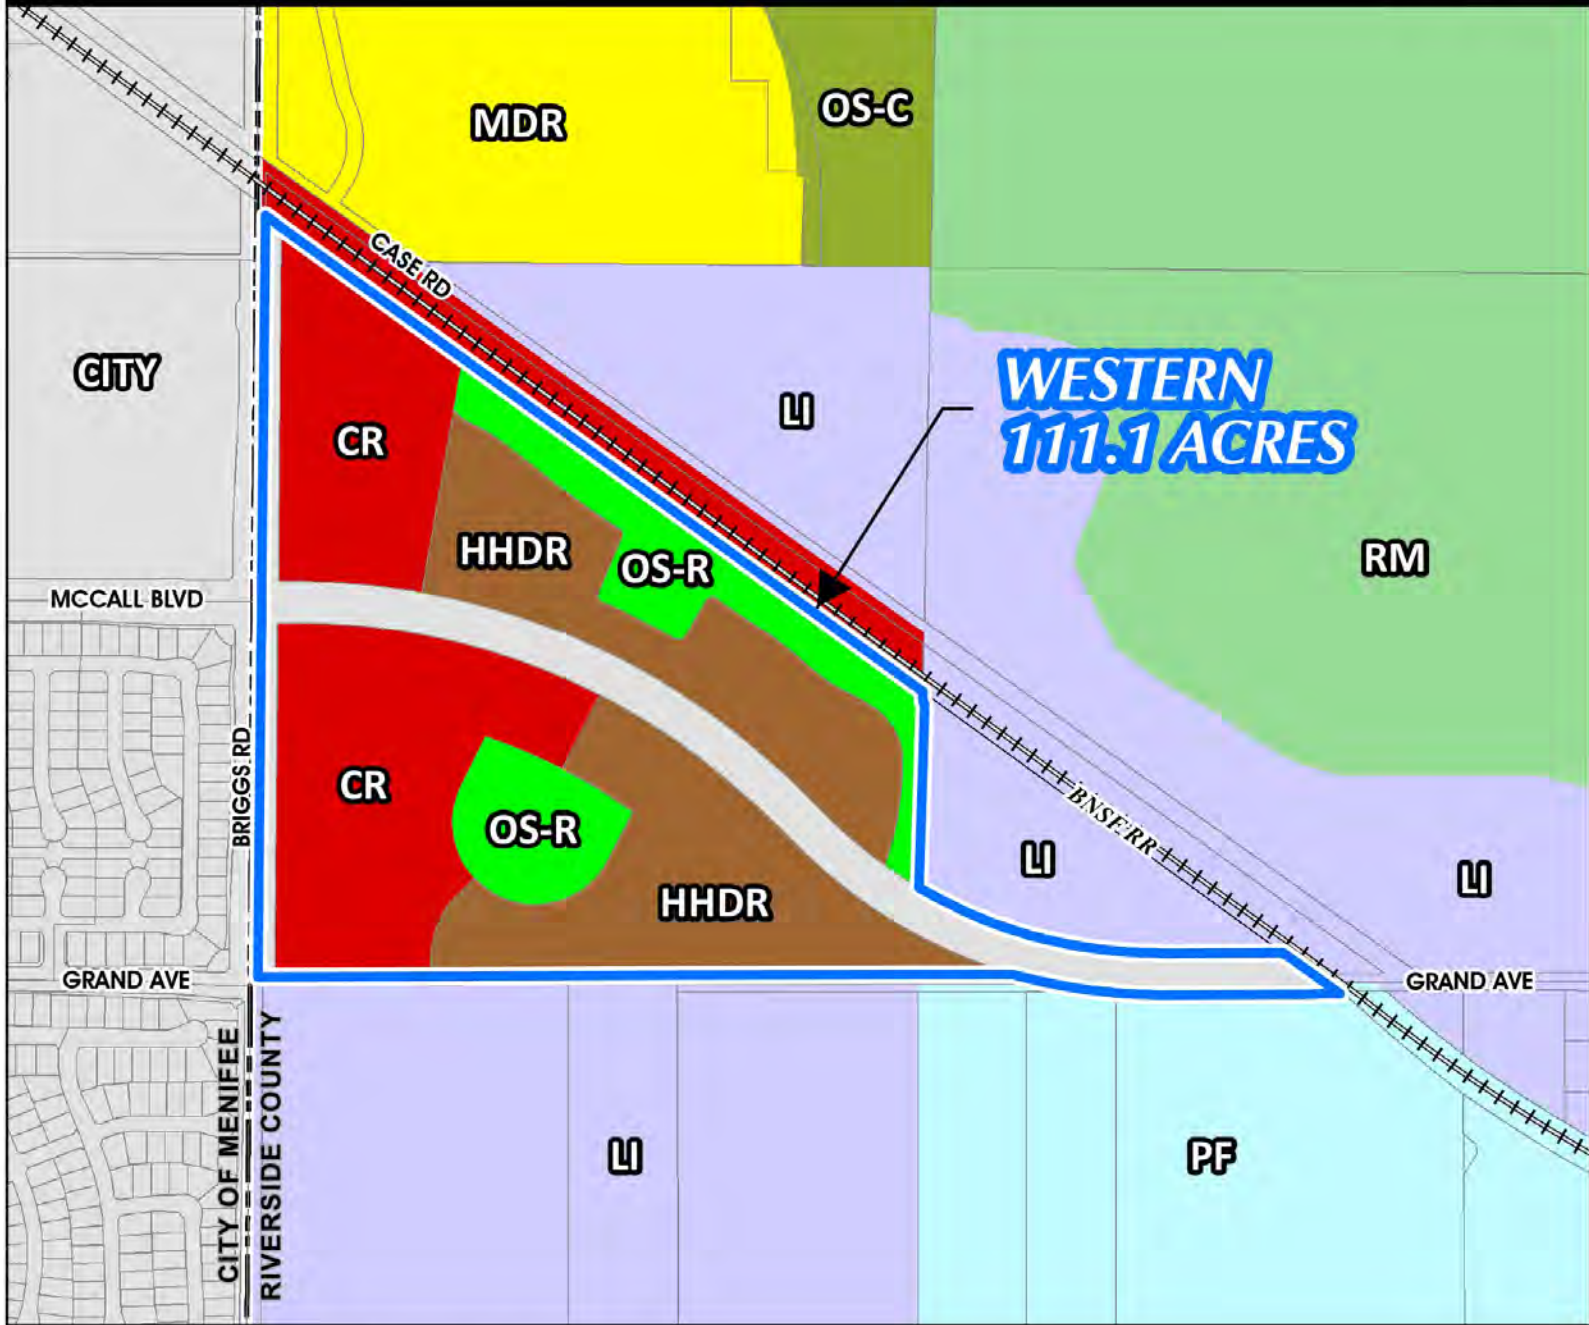 MDR
OS-C
CASE RD
CITY
WESTERN
111.1 ACRES
LI
CR
HHDR
OS-R
RM
MCCALL BLVD
BRIGGS RD
CR
OS-R
HHDR
BNSF RR
LI
LI
GRAND AVE
GRAND AVE
CITY OF MENIFEE
RIVERSIDE COUNTY
LI
PF